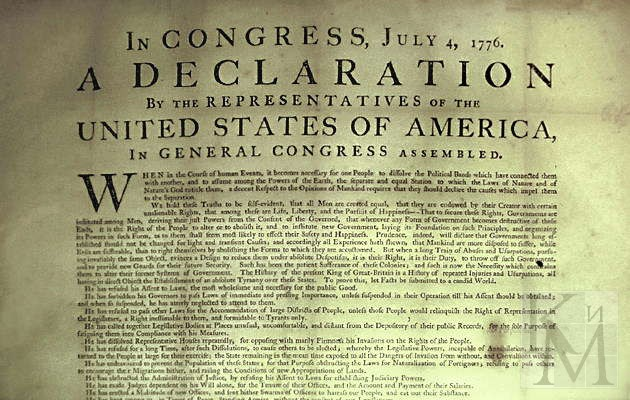 IN CONGRESS, JULY 4, 1776.
A DECLARATION
BY THE REPRESENTATIVES OF THE
UNITED STATES OF AMERICA,
IN GENERAL CONGRESS ASSEMBLED.
WHEN in the Course of human Events, it becomes necessary for one People to dissolve the Political Bands which have connected them
with another, and to assume among the Powers of the Earth, the separate and equal Station to which the Laws of Nature and of
Nature's God entitle them, a decent Respect to the Opinions of Mankind requires that they should declare the causes which impel them
to the Separation.
We hold these Truths to be self-evident, that all Men are created equal, that they are endowed by their Creator with certain
unalienable Rights, that among these are Life, Liberty, and the Pursuit of Happiness—That to secure these Rights, Governments are
instituted among Men, deriving their just Powers from the Consent of the Governed, that whenever any Form of Government becomes destructive of these
Ends, it is the Right of the People to alter or to abolish it, and to institute new Government, laying its Foundation on such Principles, and organizing
its Powers in such Form, as to them shall seem most likely to effect their Safety and Happiness. Prudence, indeed, will dictate that Governments long
established should not be changed for light and transient Causes; and accordingly all Experience hath shewn, that Mankind are more disposed to suffer, while
Evils are sufferable, than to right themselves by abolishing the Forms to which they are accustomed. But when a long Train of Abuses and Usurpations, pursuing
invariably the same Object, evinces a Design to reduce them under absolute Despotism, it is their Right, it is their Duty, to throw off such Government,
and to provide new Guards for their future Security. Such has been the patient Sufferance of these Colonies; and such is now the Necessity which constrains
them to alter their former Systems of Government. The History of the present King of Great-Britain is a History of repeated Injuries and Usurpations, all
having in direct Object the Establishment of an absolute Tyranny over these States. To prove this, let Facts be submitted to a candid World.
He has refused his Assent to Laws, the most wholesome and necessary for the public Good.
He has forbidden his Governors to pass Laws of immediate and pressing Importance, unless suspended in their Operation till his Assent should be obtained;
and when so suspended, he has utterly neglected to attend to them.
He has refused to pass other Laws for the Accommodation of large Districts of People, unless those People would relinquish the Right of Representation in
the Legislature, a Right inestimable to them, and formidable to Tyrants only.
He has called together Legislative Bodies at Places unusual, uncomfortable, and distant from the Depository of their public Records, for the sole Purpose of
fatiguing them into Compliance with his Measures.
He has dissolved Representative Houses repeatedly, for opposing with manly Firmness his Invasions on the Rights of the People.
He has refused for a long Time, after such Dissolutions, to cause others to be elected; whereby the Legislative Powers, incapable of Annihilation, have
turned to the People at large for their exercise; the State remaining in the mean time exposed to all the Dangers of Invasion from without, and Convulsions within.
He has endeavoured to prevent the Population of these States; for that Purpose obstructing the Laws for Naturalization of Foreigners; refusing to pass others
to encourage their Migrations hither, and raising the Conditions of new Appropriations of Lands.
He has obstructed the Administration of Justice, by refusing his Assent to Laws for establishing Judiciary Powers.
He has made Judges dependent on his Will alone, for the Tenure of their Offices, and the Amount and Payment of their Salaries.
He has erected a Multitude of new Offices, and sent hither Swarms of Officers to harrass our People, and eat out their Substance.